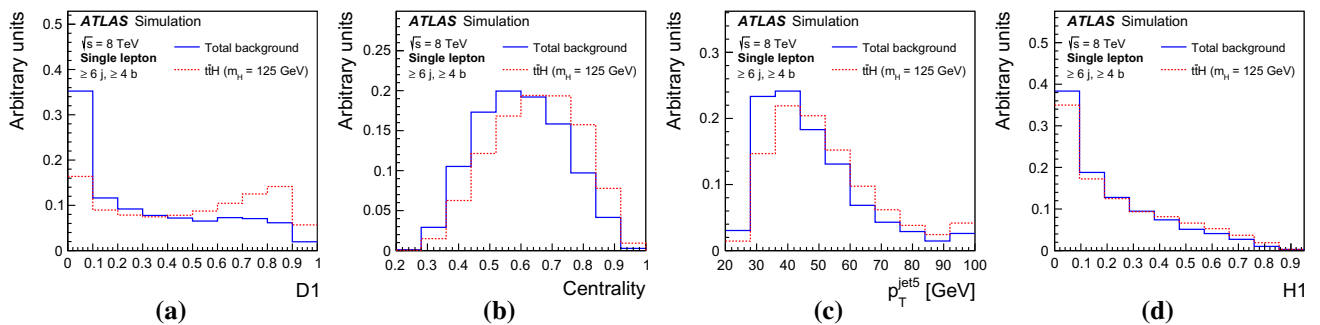 Arbitrary units
ATLAS Simulation
√s = 8 TeV
Single lepton
≥ 6 j, ≥ 4 b
Total background
tt̄H (m_H = 125 GeV)
0.5
0.4
0.3
0.2
0.1
0
0 0.1 0.2 0.3 0.4 0.5 0.6 0.7 0.8 0.9 1
D1
(a)
Arbitrary units
ATLAS Simulation
√s = 8 TeV
Single lepton
≥ 6 j, ≥ 4 b
Total background
tt̄H (m_H = 125 GeV)
0.25
0.2
0.15
0.1
0.05
0
0.2 0.3 0.4 0.5 0.6 0.7 0.8 0.9 1
Centrality
(b)
Arbitrary units
ATLAS Simulation
√s = 8 TeV
Single lepton
≥ 6 j, ≥ 4 b
Total background
tt̄H (m_H = 125 GeV)
0.3
0.2
0.1
0
20 30 40 50 60 70 80 90 100
p_T^jet5 [GeV]
(c)
Arbitrary units
ATLAS Simulation
√s = 8 TeV
Single lepton
≥ 6 j, ≥ 4 b
Total background
tt̄H (m_H = 125 GeV)
0.5
0.4
0.3
0.2
0.1
0
0 0.1 0.2 0.3 0.4 0.5 0.6 0.7 0.8 0.9
H1
(d)